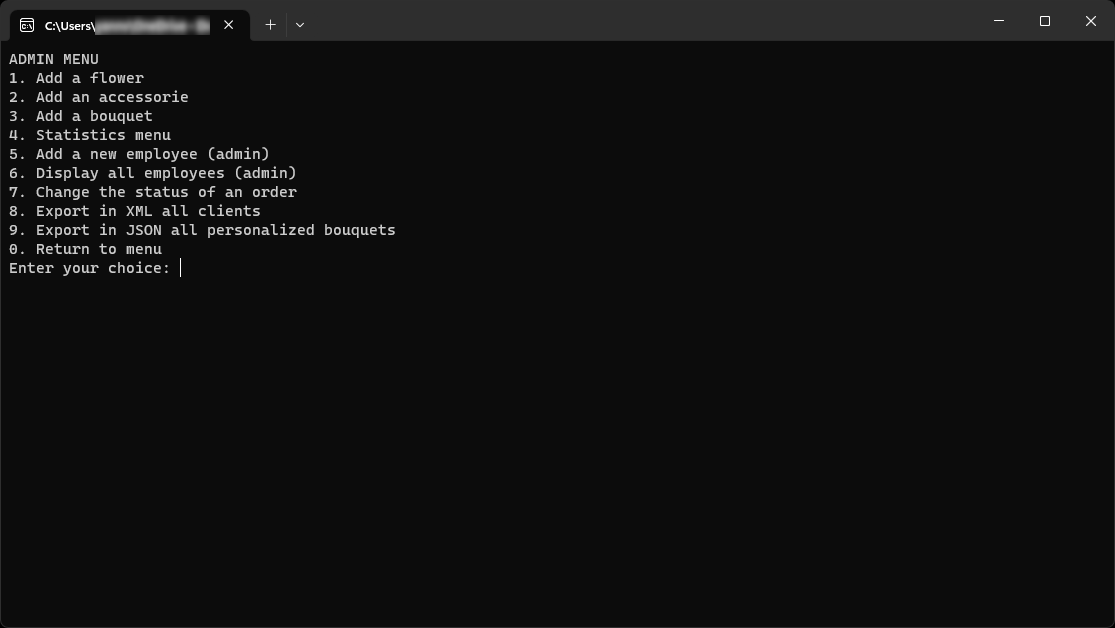 C:\Users\
ADMIN MENU
1. Add a flower
2. Add an accessorie
3. Add a bouquet
4. Statistics menu
5. Add a new employee (admin)
6. Display all employees (admin)
7. Change the status of an order
8. Export in XML all clients
9. Export in JSON all personalized bouquets
0. Return to menu
Enter your choice: